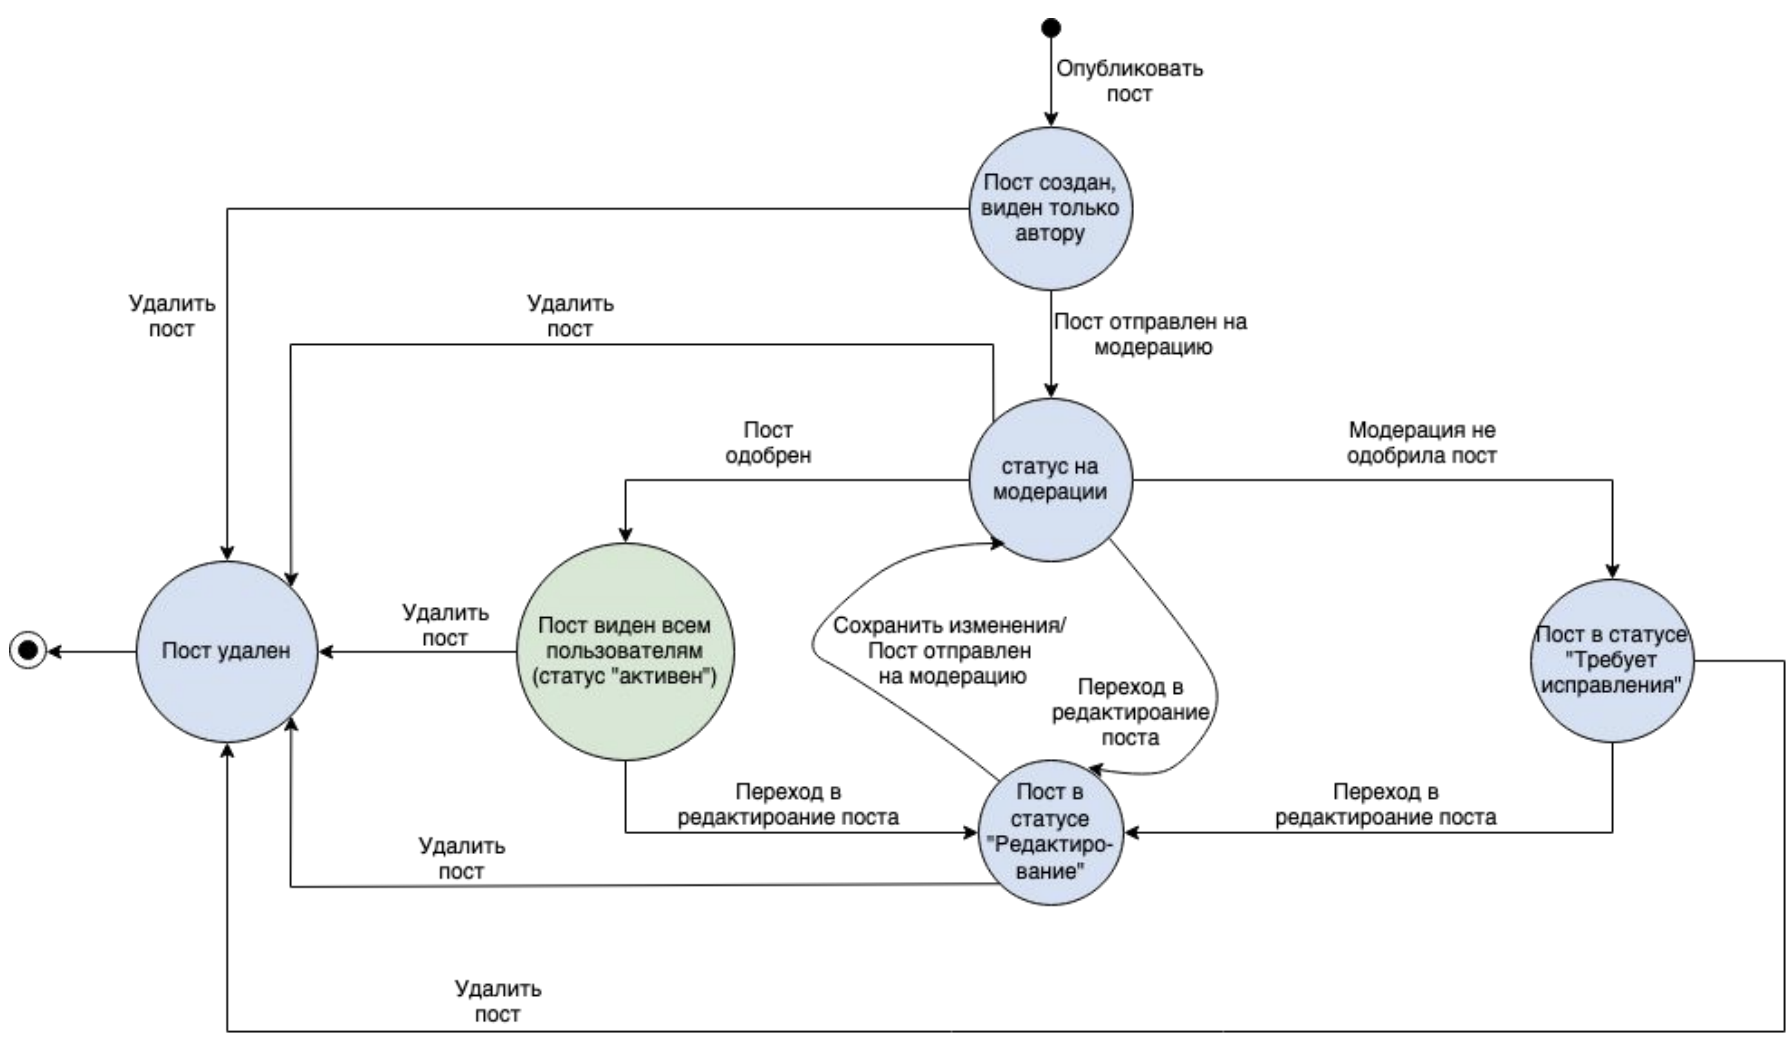 Опубликовать
пост
Пост создан,
виден только
автору
Удалить
пост
Удалить
пост
Пост отправлен на
модерацию
Пост
одобрен
статус на
модерации
Модерация не
одобрила пост
Пост удален
Удалить
пост
Пост виден всем
пользователям
(статус "активен")
Сохранить изменения/
Пост отправлен
на модерацию
Переход в
редактироание
поста
Пост в статусе
"Требует
исправления"
Переход в
редактироание поста
Пост в
статусе
"Редактиро-
вание"
Переход в
редактироание поста
Удалить
пост
Удалить
пост